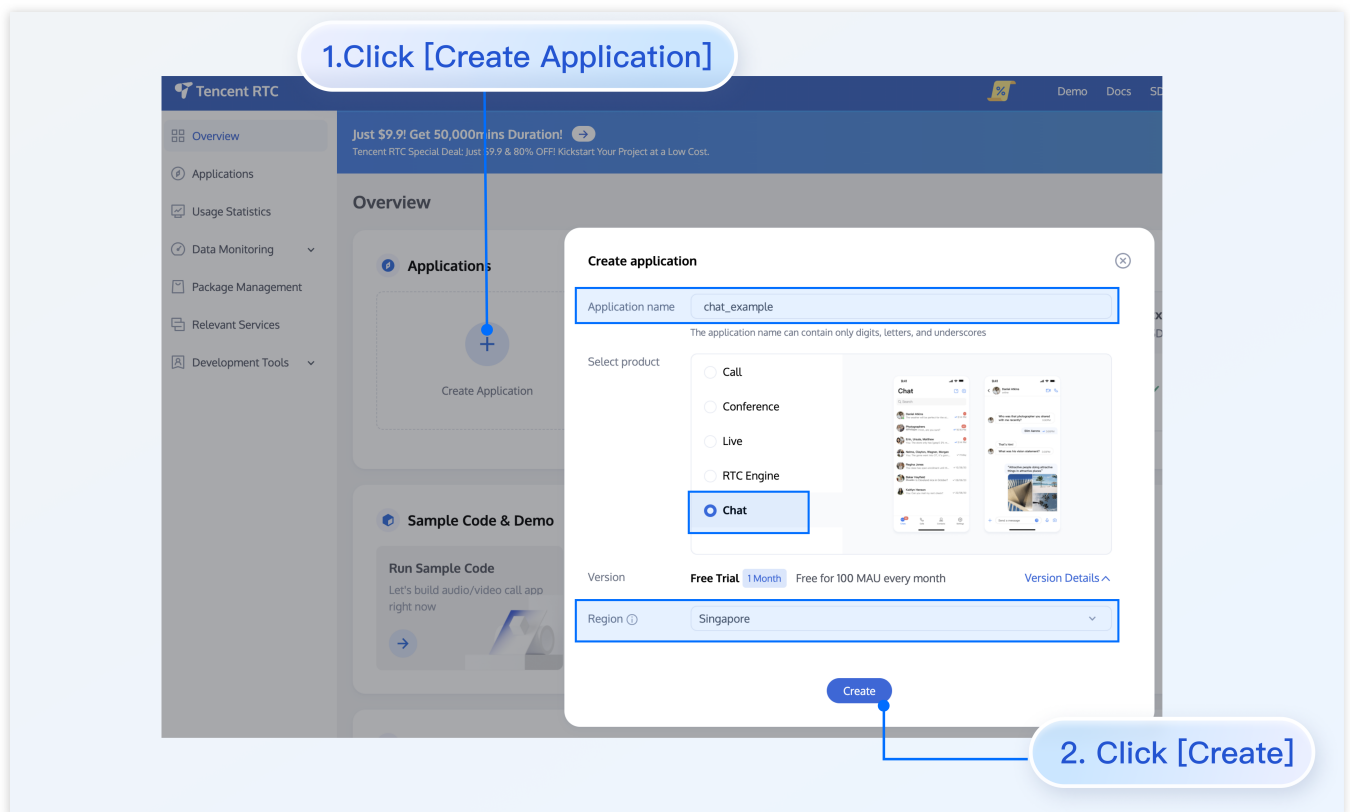 1.Click [Create Application]
Tencent RTC
%
Demo Docs
Overview
Just $9.9! Get 50,000mins Duration!
Tencent RTC Special Deal: Just $9.9 & 80% OFF! Kickstart Your Project at a Low Cost.
Applications
Usage Statistics
Data Monitoring
Package Management
Relevant Services
Development Tools
Overview
Applications
Create Application
Sample Code & Demo
Run Sample Code
Let's build audio/video call app
right now
Create application
Application name chat_example
The application name can contain only digits, letters, and underscores
Select product
Call
Conference
Live
RTC Engine
Chat
Chat
Version Free Trial 1 Month Free for 100 MAU every month Version Details
Region Singapore
Create
2. Click [Create]